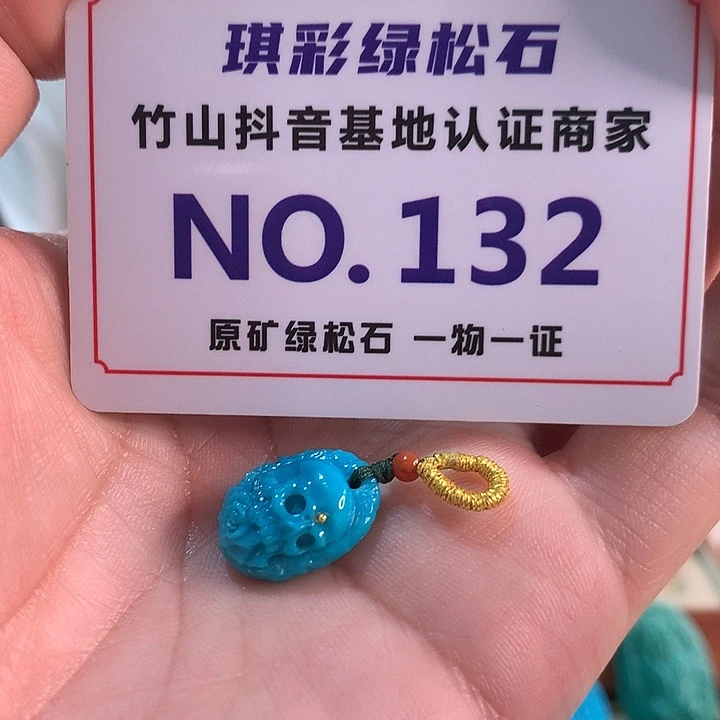 琪彩绿松石
竹山抖音基地认证商家
NO.132
原矿绿松石 一物一证